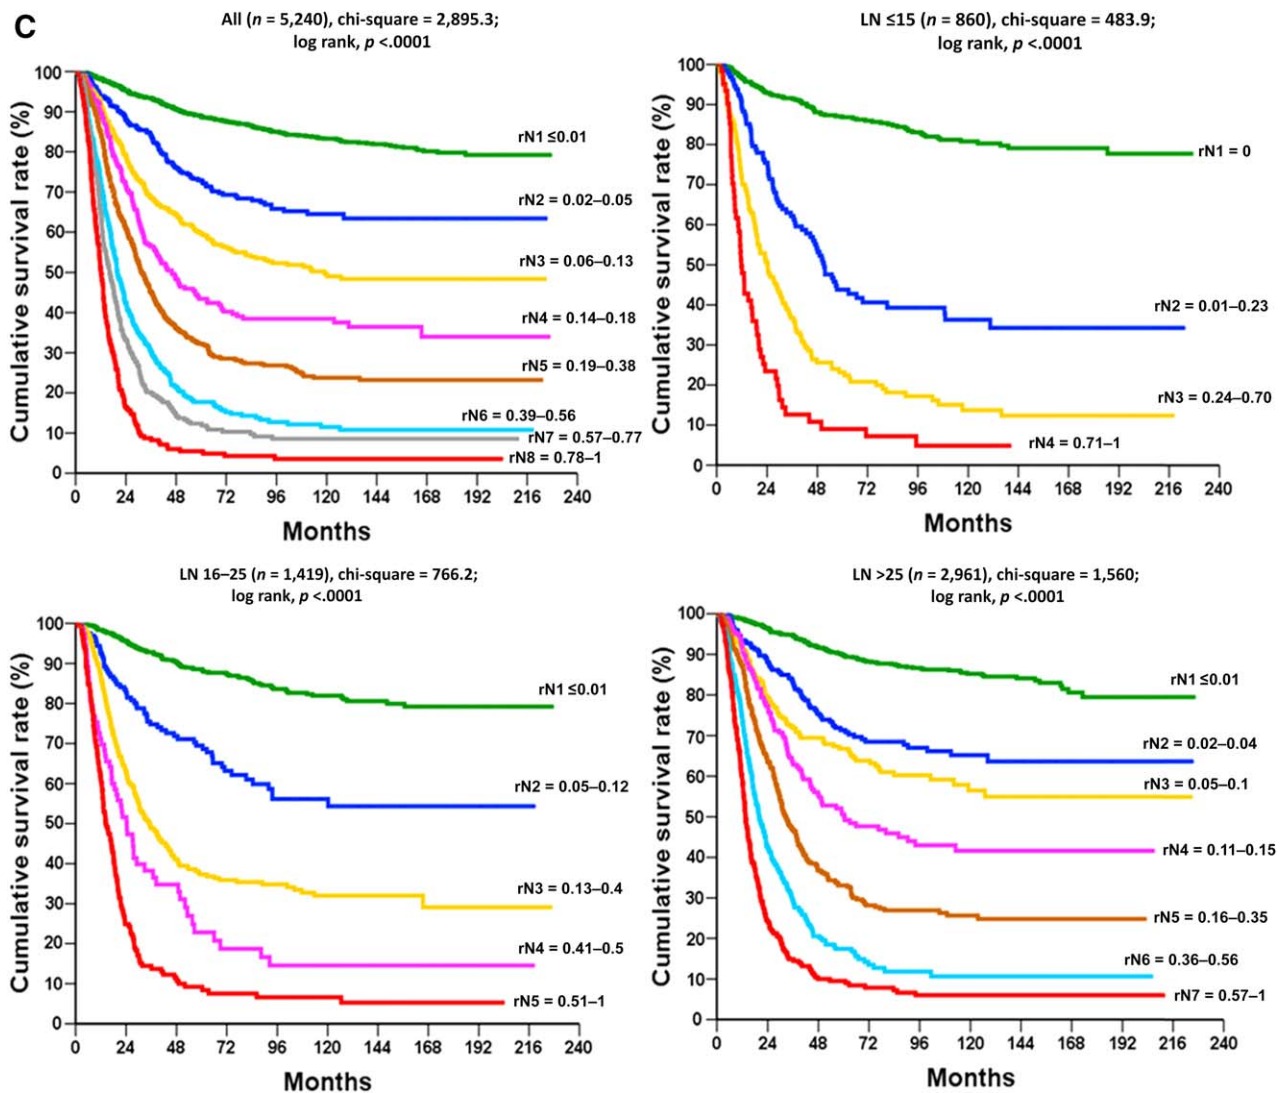 C
All (n = 5,240), chi-square = 2,895.3;
log rank, p <.0001
Cumulative survival rate (%)
100
90
80
70
60
50
40
30
20
10
0
rN1 ≤0.01
rN2 = 0.02–0.05
rN3 = 0.06–0.13
rN4 = 0.14–0.18
rN5 = 0.19–0.38
rN6 = 0.39–0.56
rN7 = 0.57–0.77
rN8 = 0.78–1
0 24 48 72 96 120 144 168 192 216 240
Months
LN ≤15 (n = 860), chi-square = 483.9;
log rank, p <.0001
Cumulative survival rate (%)
100
90
80
70
60
50
40
30
20
10
0
rN1 = 0
rN2 = 0.01–0.23
rN3 = 0.24–0.70
rN4 = 0.71–1
0 24 48 72 96 120 144 168 192 216 240
Months
LN 16–25 (n = 1,419), chi-square = 766.2;
log rank, p <.0001
Cumulative survival rate (%)
100
90
80
70
60
50
40
30
20
10
0
rN1 ≤0.01
rN2 = 0.05–0.12
rN3 = 0.13–0.4
rN4 = 0.41–0.5
rN5 = 0.51–1
0 24 48 72 96 120 144 168 192 216 240
Months
LN >25 (n = 2,961), chi-square = 1,560;
log rank, p <.0001
Cumulative survival rate (%)
100
90
80
70
60
50
40
30
20
10
0
rN1 ≤0.01
rN2 = 0.02–0.04
rN3 = 0.05–0.1
rN4 = 0.11–0.15
rN5 = 0.16–0.35
rN6 = 0.36–0.56
rN7 = 0.57–1
0 24 48 72 96 120 144 168 192 216 240
Months